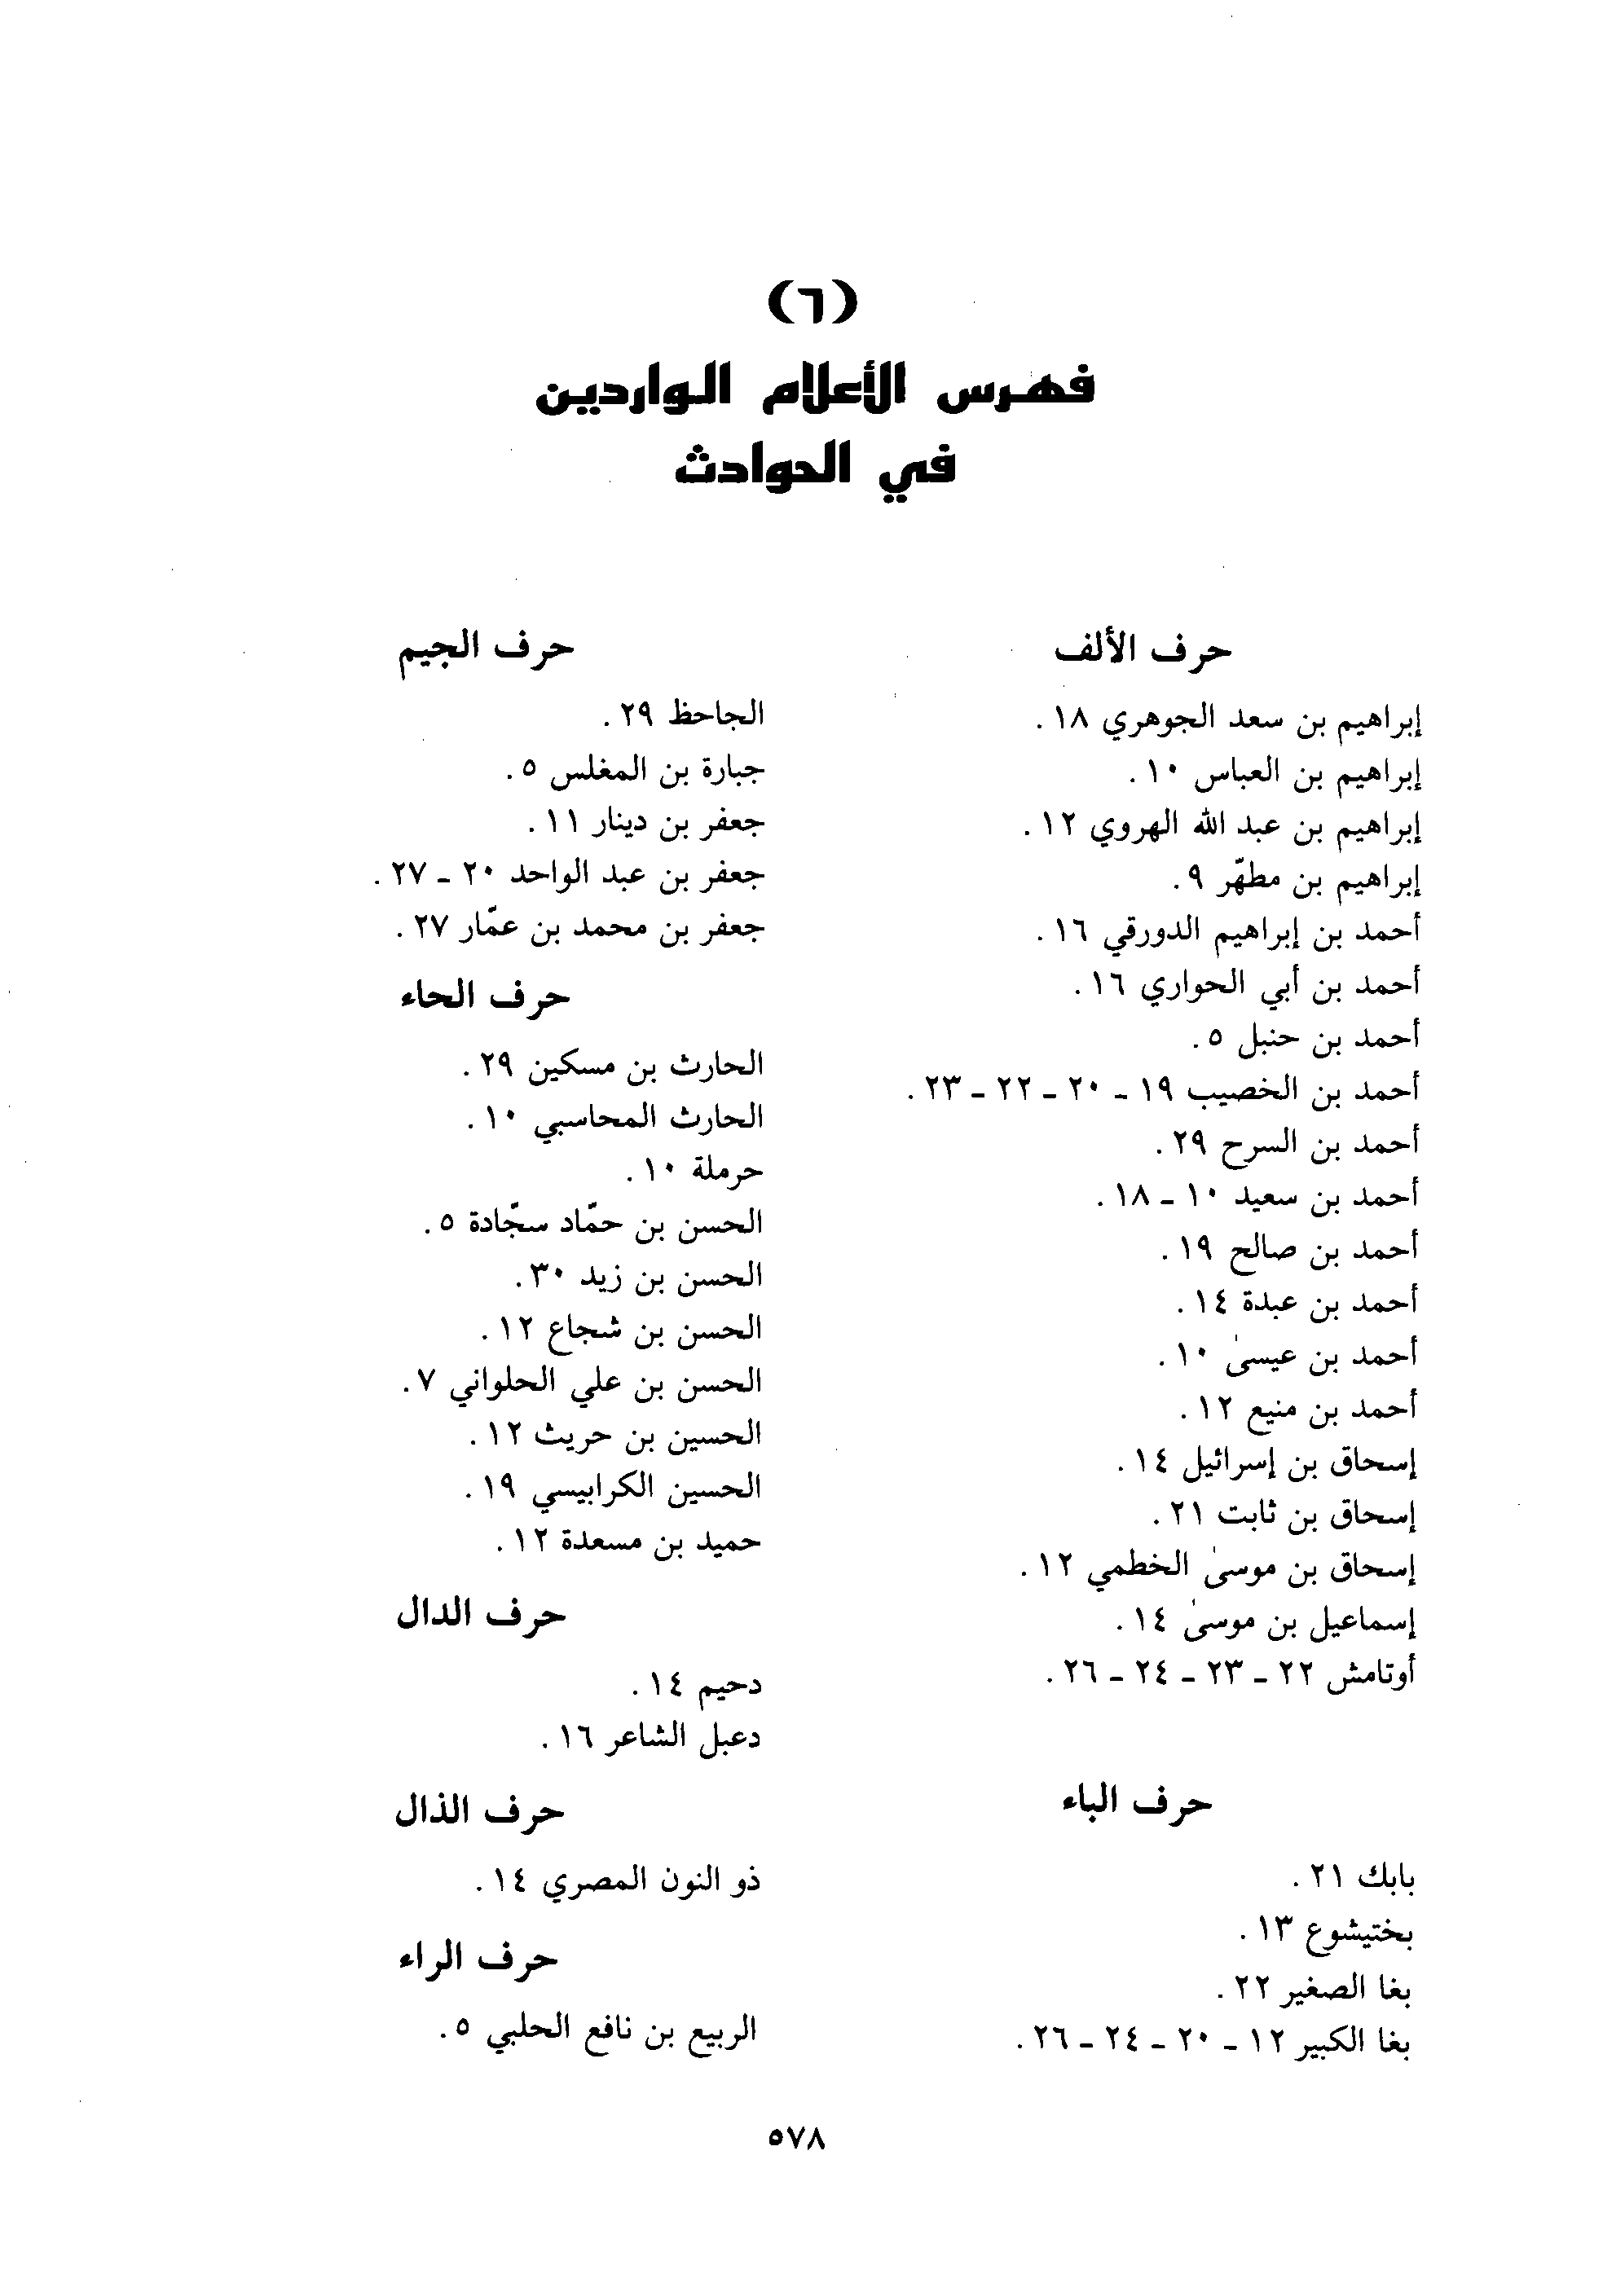 (٦)
فهرس الأعلام الواردين
في الحوادث
حرف الألف
إبراهيم بن سعد الجوهري ١٨.
إبراهيم بن العباس ١٠.
إبراهيم بن عبد الله الهروي ١٢.
إبراهيم بن مطهّر ٩.
أحمد بن إبراهيم الدورقي ١٦.
أحمد بن أبي الحواري ١٦.
أحمد بن حنبل ٥.
أحمد بن الخصيب ١٩ ـ ٢٠ ـ ٢٢ ـ ٢٣.
أحمد بن السرح ٢٩.
أحمد بن سعيد ١٠ ـ ١٨.
أحمد بن صالح ١٩.
أحمد بن عبدة ١٤.
أحمد بن عيسىٰ ١٠.
أحمد بن منيع ١٢.
إسحاق بن إسرائيل ١٤.
إسحاق بن ثابت ٢١.
إسحاق بن موسىٰ الخطمي ١٢.
إسماعيل بن موسىٰ ١٤.
أوتامش ٢٢ ـ ٢٣ ـ ٢٤ ـ ٢٦.
حرف الباء
بابك ٢١.
بختيشوع ١٣.
بغا الصغير ٢٢.
بغا الكبير ١٢ ـ ٢٠ ـ ٢٤ ـ ٢٦.
حرف الجيم
الجاحظ ٢٩.
جبارة بن المغلس ٥.
جعفر بن دينار ١١.
جعفر بن عبد الواحد ٢٠ ـ ٢٧.
جعفر بن محمد بن عمّار ٢٧.
حرف الحاء
الحارث بن مسكين ٢٩.
الحارث المحاسبي ١٠.
حرملة ١٠.
الحسن بن حمّاد سجّادة ٥.
الحسن بن زيد ٣٠.
الحسن بن شجاع ١٢.
الحسن بن علي الحلواني ٧.
الحسين بن حريث ١٢.
الحسين الكرابيسي ١٩.
حميد بن مسعدة ١٢.
حرف الدال
دحيم ١٤.
دعبل الشاعر ١٦.
حرف الذال
ذو النون المصري ١٤.
حرف الراء
الربيع بن نافع الحلبي ٥.
٥٧٨